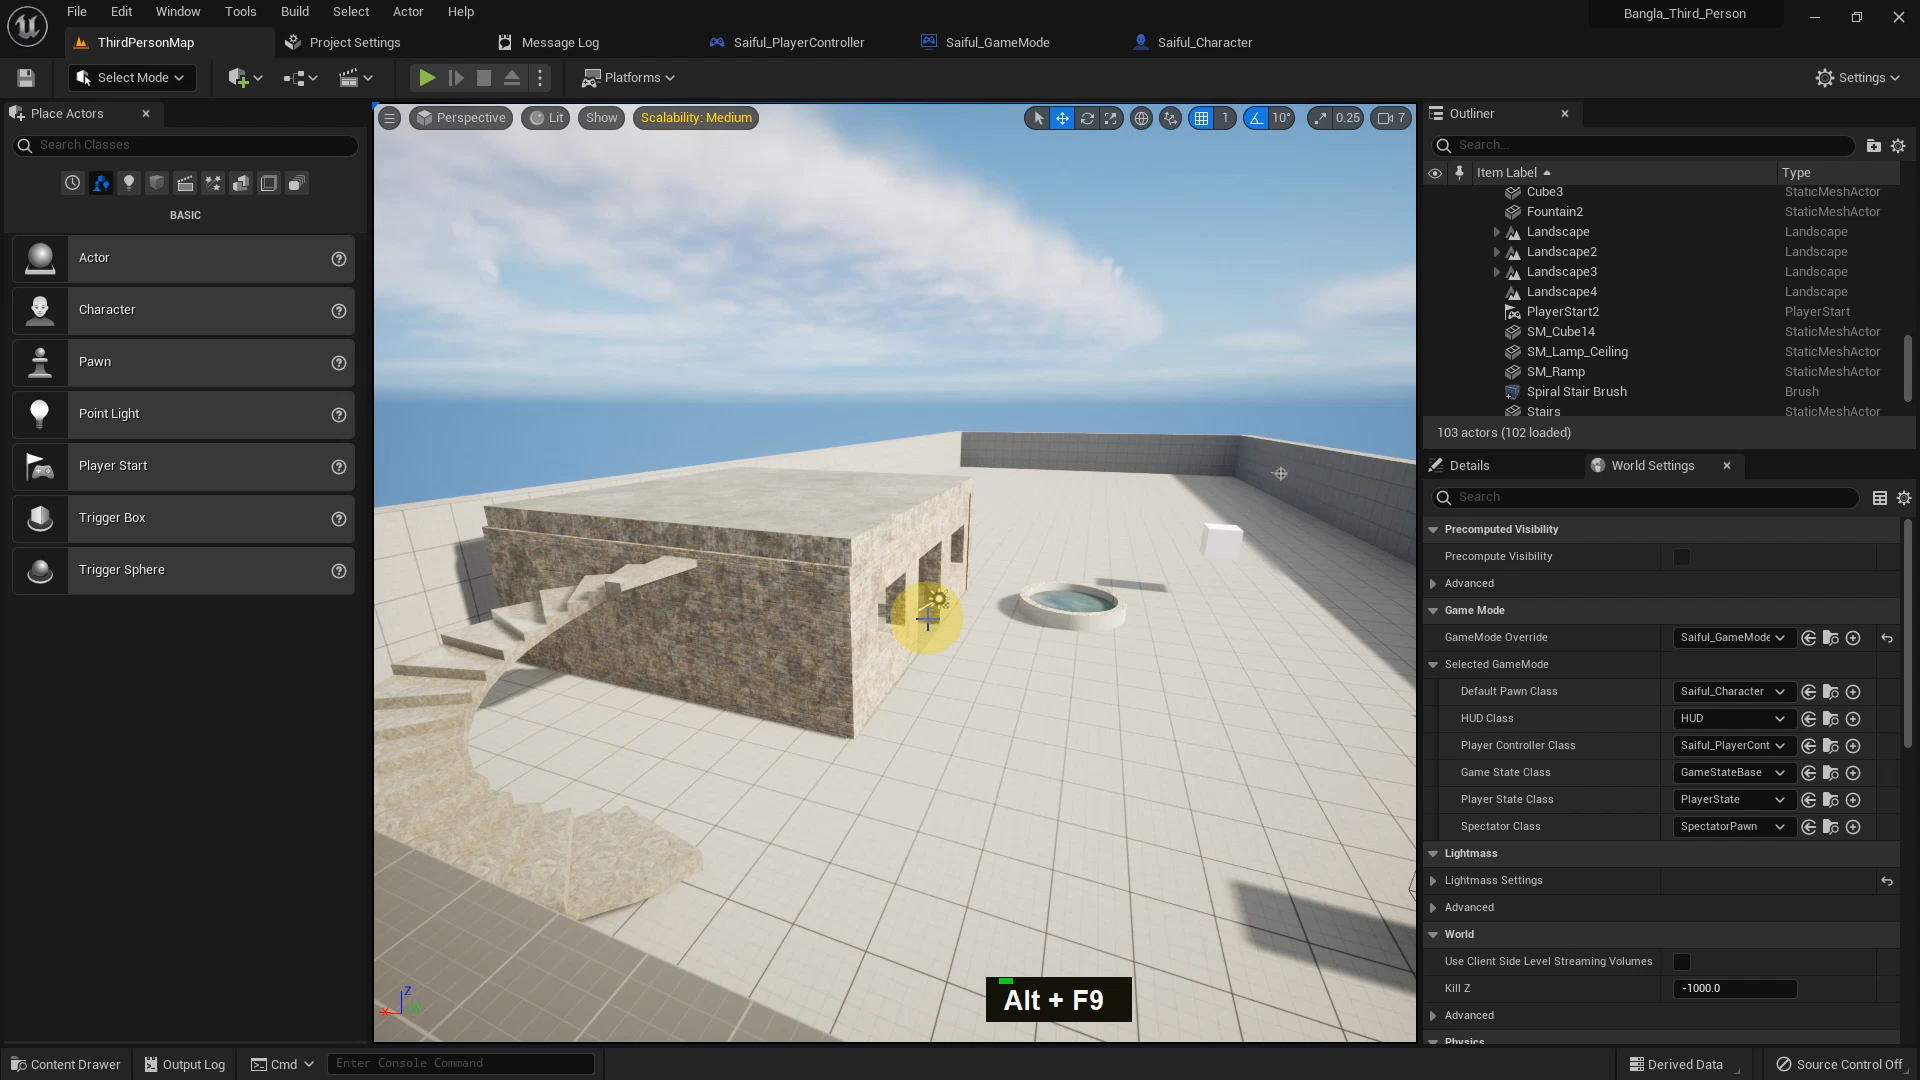 File Edit Window Tools Build Select Actor Help
Bangla_Third_Person
ThirdPersonMap
Project Settings
Message Log
Saiful_PlayerController
Saiful_GameMode
Saiful_Character
Select Mode
Platforms
Settings
Place Actors
Search Classes
BASIC
Actor
Character
Pawn
Point Light
Player Start
Trigger Box
Trigger Sphere
Perspective Lit Show Scalability: Medium
1 10° 0.25 7
Z
X
Alt + F9
Outliner
Search...
Item Label Type
Cube3 StaticMeshActor
Fountain2 StaticMeshActor
Landscape Landscape
Landscape2 Landscape
Landscape3 Landscape
Landscape4 Landscape
PlayerStart2 PlayerStart
SM_Cube14 StaticMeshActor
SM_Lamp_Ceiling StaticMeshActor
SM_Ramp StaticMeshActor
Spiral Stair Brush Brush
Stairs StaticMeshActor
103 actors (102 loaded)
Details World Settings
Search
Precomputed Visibility
Precompute Visibility
Advanced
Game Mode
GameMode Override Saiful_GameMode
Selected GameMode
Default Pawn Class Saiful_Character
HUD Class HUD
Player Controller Class Saiful_PlayerCont
Game State Class GameStateBase
Player State Class PlayerState
Spectator Class SpectatorPawn
Lightmass
Lightmass Settings
Advanced
World
Use Client Side Level Streaming Volumes
Kill Z -1000.0
Advanced
Physics
Content Drawer Output Log Cmd Enter Console Command
Derived Data Source Control Off